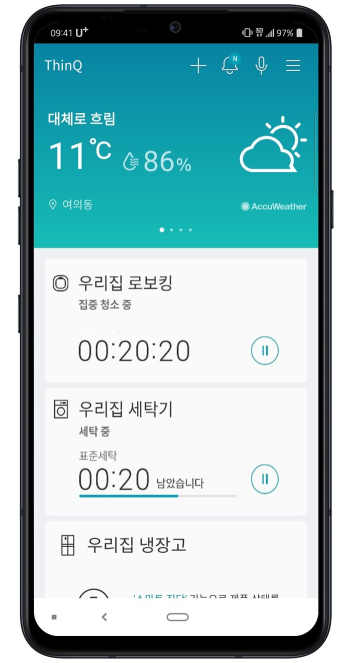 09:41 U+ 97%
ThinQ
N
대체로 흐림
11°C 86%
여의동 AccuWeather
우리집 로보킹
집중 청소 중
00:20:20
우리집 세탁기
세탁 중
표준세탁
00:20 남았습니다
우리집 냉장고